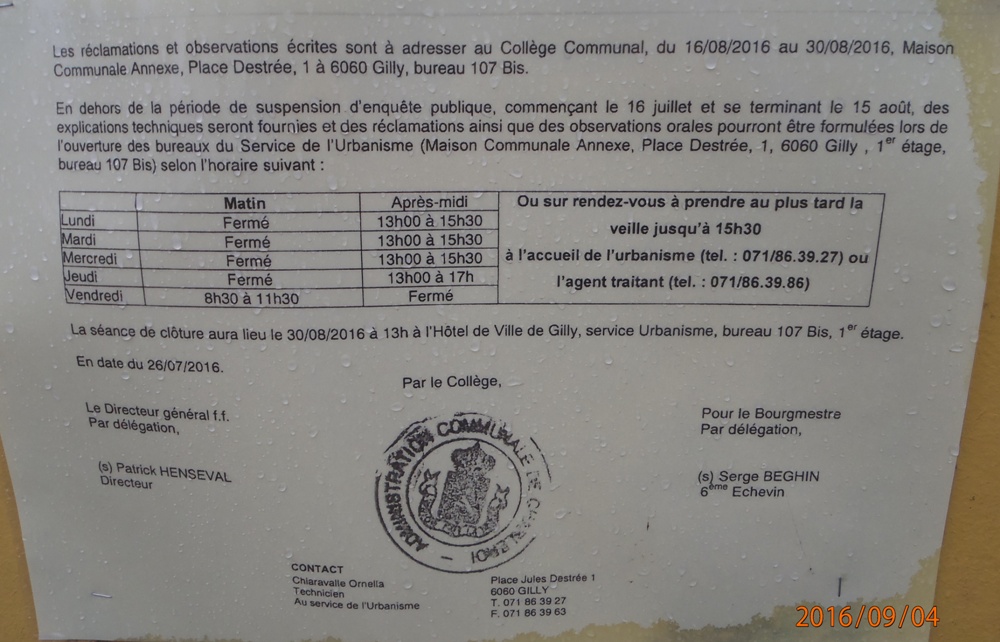 Les réclamations et observations écrites sont à adresser au Collège Communal, du 16/08/2016 au 30/08/2016, Maison
Communale Annexe, Place Destrée, 1 à 6060 Gilly, bureau 107 Bis.
En dehors de la période de suspension d'enquête publique, commençant le 16 juillet et se terminant le 15 août, des
explications techniques seront fournies et des réclamations ainsi que des observations orales pourront être formulées lors de
l'ouverture des bureaux du Service de l'Urbanisme (Maison Communale Annexe, Place Destrée, 1, 6060 Gilly , 1er étage,
bureau 107 Bis) selon l'horaire suivant :
Matin Après-midi
Lundi Fermé 13h00 à 15h30
Mardi Fermé 13h00 à 15h30
Mercredi Fermé 13h00 à 15h30
Jeudi Fermé 13h00 à 17h
Vendredi 8h30 à 11h30 Fermé
Ou sur rendez-vous à prendre au plus tard la
veille jusqu'à 15h30
à l'accueil de l'urbanisme (tel. : 071/86.39.27) ou
l'agent traitant (tel. : 071/86.39.86)
La séance de clôture aura lieu le 30/08/2016 à 13h à l'Hôtel de Ville de Gilly, service Urbanisme, bureau 107 Bis, 1er étage.
En date du 26/07/2016.
Par le Collège,
Le Directeur général f.f.
Par délégation,
(s) Patrick HENSEVAL
Directeur
Pour le Bourgmestre
Par délégation,
(s) Serge BEGHIN
6ème Echevin
ADMINISTRATION COMMUNALE DE CHARLEROI
CONTACT
Chiaravalle Ornella
Technicien
Au service de l'Urbanisme
Place Jules Destrée 1
6060 GILLY
T. 071 86 39 27
F. 071 86 39 63
2016/09/04